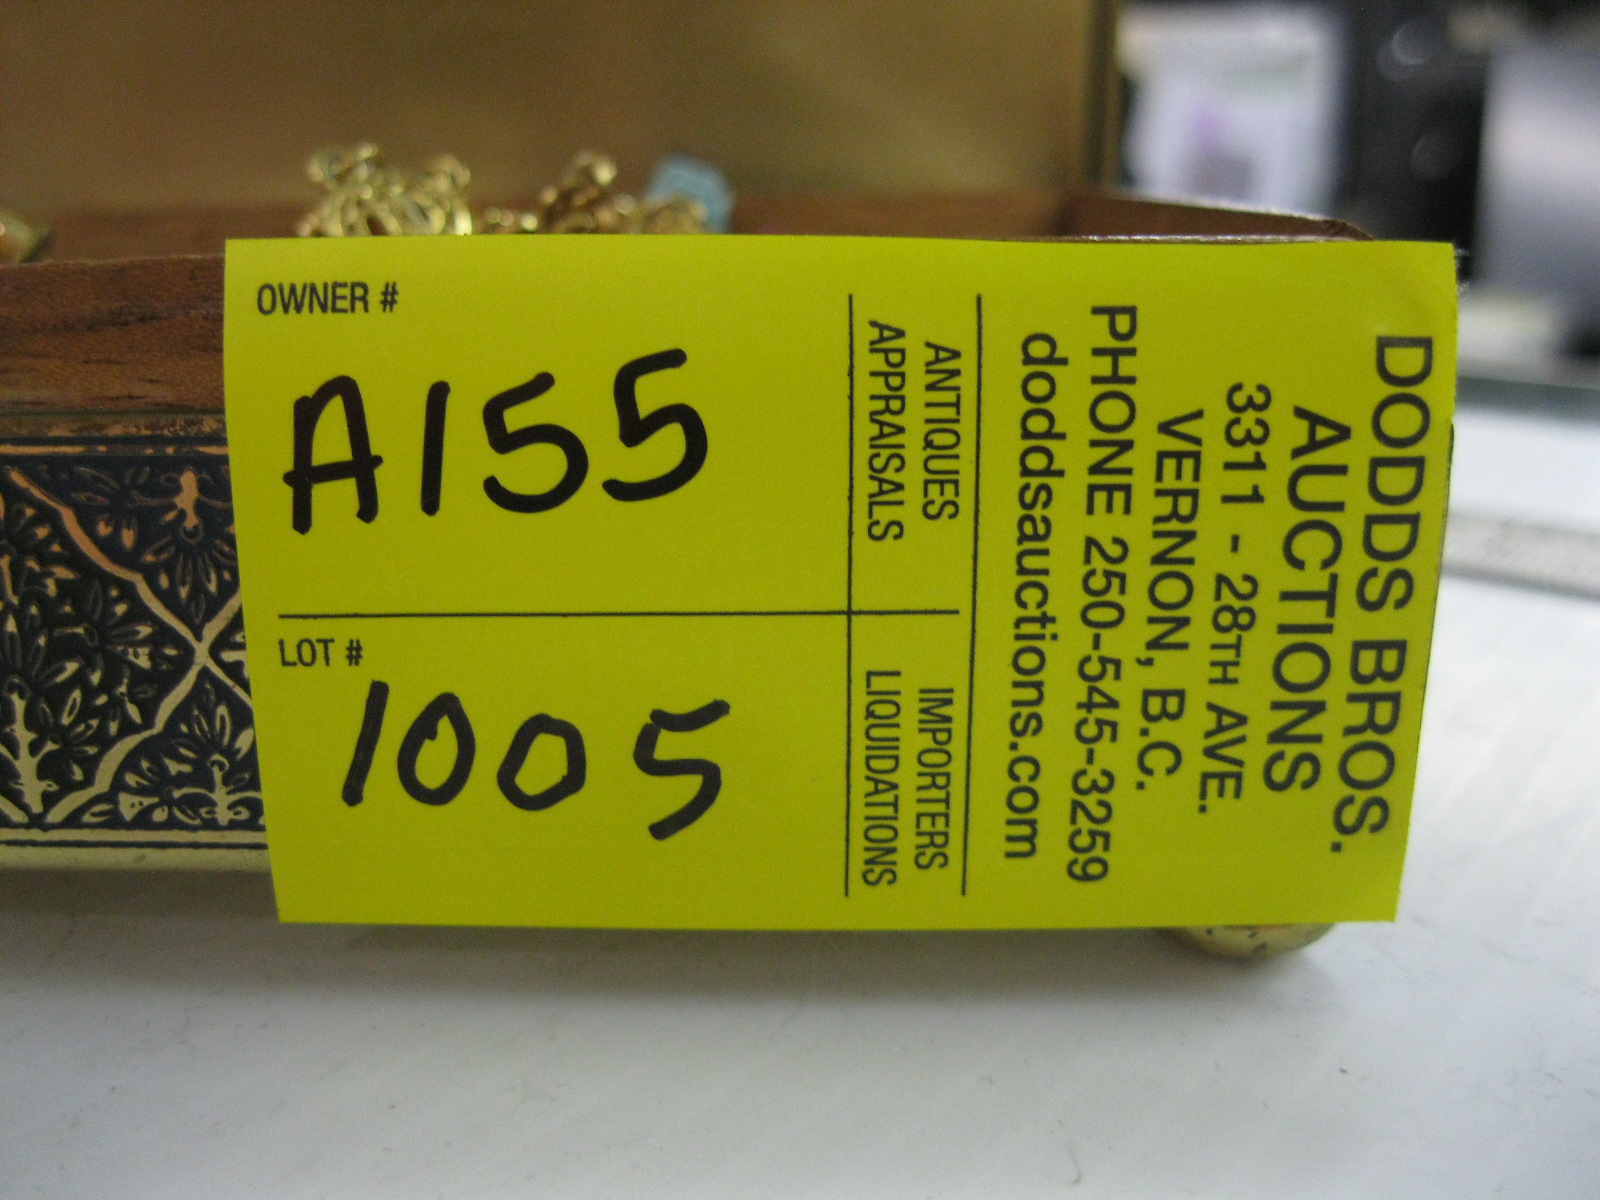 OWNER #
A155
LOT #
1005
ANTIQUES
APPRAISALS
IMPORTERS
LIQUIDATIONS
DODDS BROS.
AUCTIONS
3311 - 28TH AVE.
VERNON, B.C.
PHONE 250-545-3259
doddsauctions.com